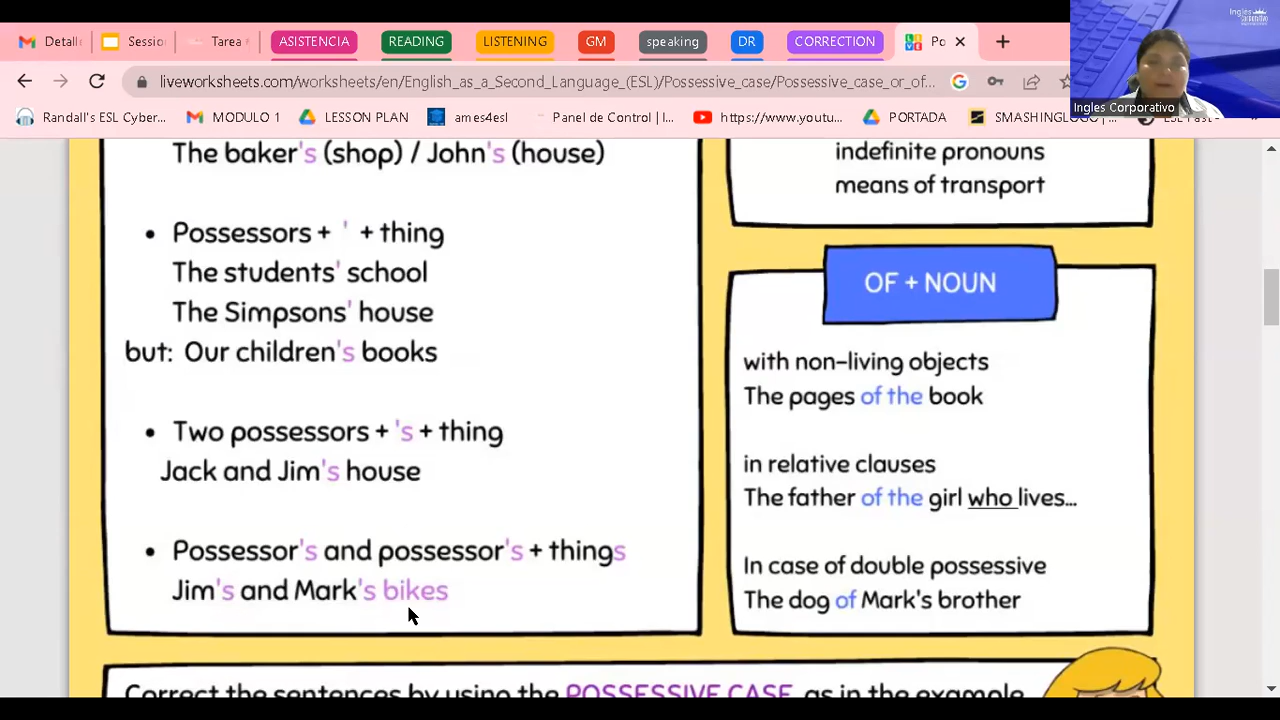 Detall
Sessio
Tarea
ASISTENCIA
READING
LISTENING
GM
speaking
DR
CORRECTION
Po
Ingles
Corporativo
liveworksheets.com/worksheets/en/English_as_a_Second_Language_(ESL)/Possessive_case/Possessive_case_or_of...
Ingles Corporativo
Randall's ESL Cyber...
MODULO 1
LESSON PLAN
ames4esl
Panel de Control | I...
https://www.youtu...
PORTADA
SMASHINGLOGO |...
The baker's (shop) / John's (house)
• Possessors + ' + thing
The students' school
The Simpsons' house
but: Our children's books
• Two possessors + 's + thing
Jack and Jim's house
• Possessor's and possessor's + things
Jim's and Mark's bikes
indefinite pronouns
means of transport
OF + NOUN
with non-living objects
The pages of the book
in relative clauses
The father of the girl who lives...
In case of double possessive
The dog of Mark's brother
Correct the sentences by using the POSSESSIVE CASE, as in the example